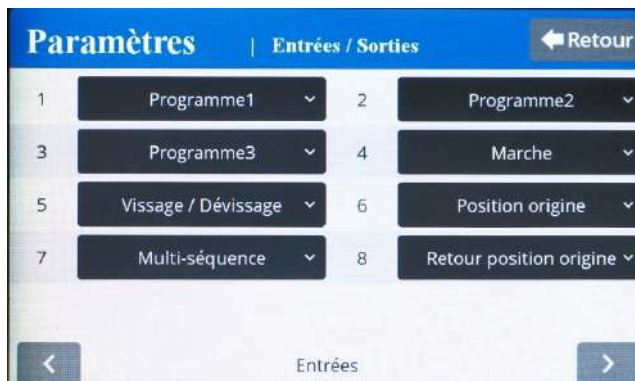 Paramètres | Entrées / Sorties Retour
1 Programme1 2 Programme2
3 Programme3 4 Marche
5 Vissage / Dévissage 6 Position origine
7 Multi-séquence 8 Retour position origine
Entrées